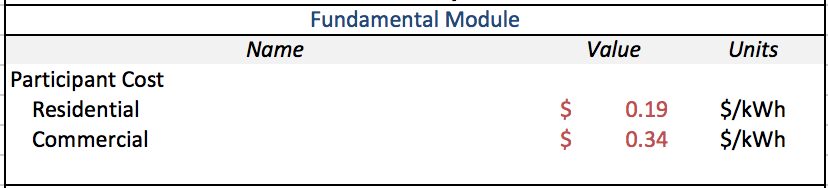 Fundamental Module
Name Value Units
Participant Cost
Residential $ 0.19 $/kWh
Commercial $ 0.34 $/kWh